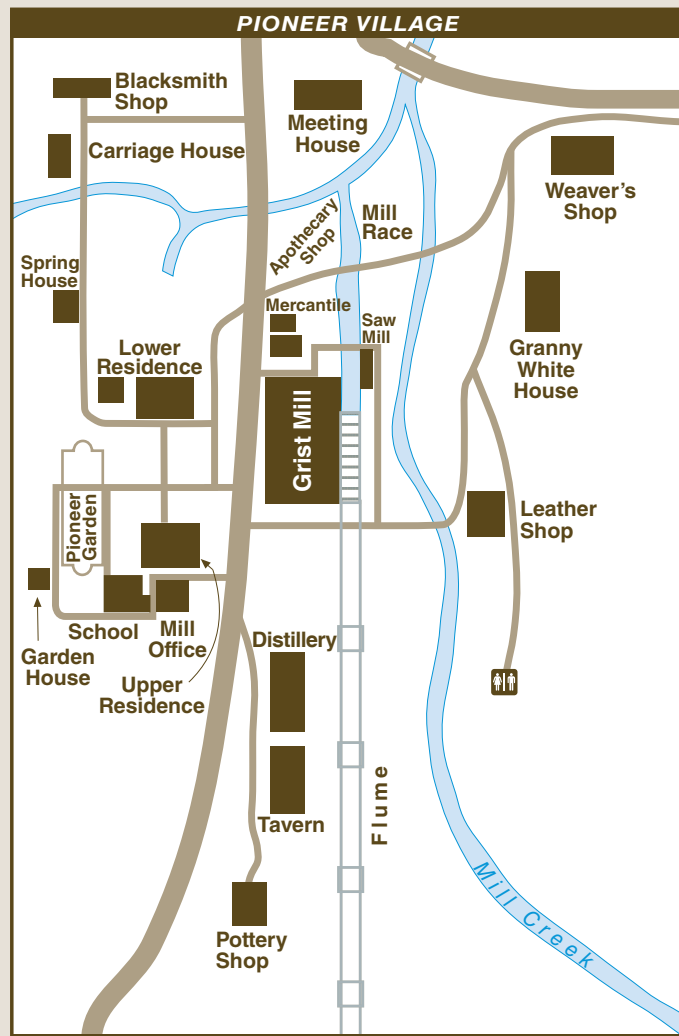 PIONEER VILLAGE
Blacksmith
Shop
Carriage House
Meeting
House
Weaver's
Shop
Apothecary
Shop
Mill
Race
Spring
House
Mercantile
Saw
Mill
Lower
Residence
Granny
White
House
Grist Mill
Pioneer
Garden
Leather
Shop
School
Mill
Office
Garden
House
Upper
Residence
Distillery
Tavern
Flume
Pottery
Shop
Mill Creek